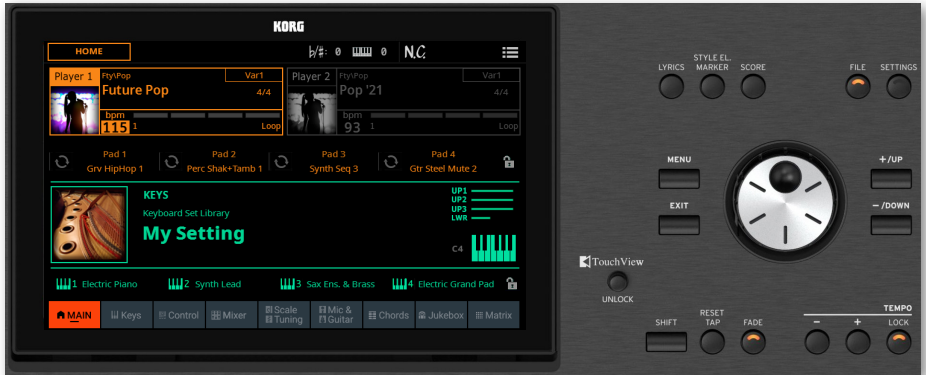 KORG
HOME
♭/♯: 0 0 N.C.
Player 1 Fty\Pop Var1
Future Pop 4/4
bpm
115 1 Loop
Player 2 Fty\Pop Var1
Pop '21 4/4
bpm
93 1 Loop
Pad 1
Grv HipHop 1
Pad 2
Perc Shak+Tamb 1
Pad 3
Synth Seq 3
Pad 4
Gtr Steel Mute 2
KEYS
Keyboard Set Library
My Setting
UP1
UP2
UP3
LWR
C4
1 Electric Piano
2 Synth Lead
3 Sax Ens. & Brass
4 Electric Grand Pad
MAIN
Keys
Control
Mixer
Scale
Tuning
Mic &
Guitar
Chords
Jukebox
Matrix
LYRICS
STYLE EL.
MARKER
SCORE
FILE
SETTINGS
MENU
+/UP
EXIT
-/DOWN
TouchView
UNLOCK
SHIFT
RESET
TAP
FADE
TEMPO
-
+
LOCK